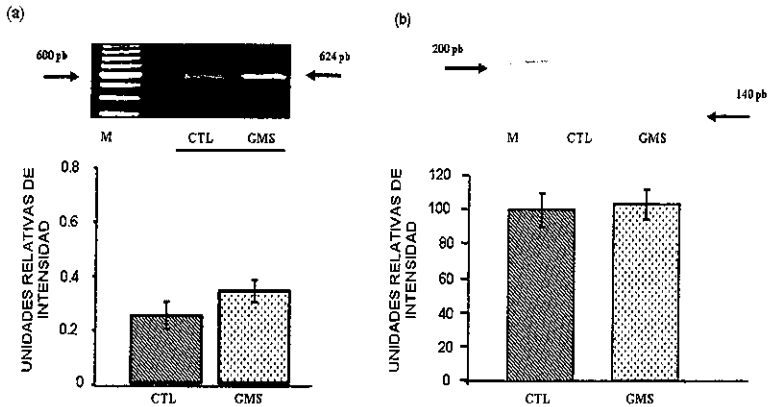 (a)
600 pb
624 pb
M
CTL
GMS
UNIDADES RELATIVAS DE
INTENSIDAD
0.8
0.6
0.4
0.2
0
CTL
GMS
(b)
200 pb
140 pb
M
CTL
GMS
UNIDADES RELATIVAS DE
INTENSIDAD
120
100
80
60
40
20
0
CTL
GMS